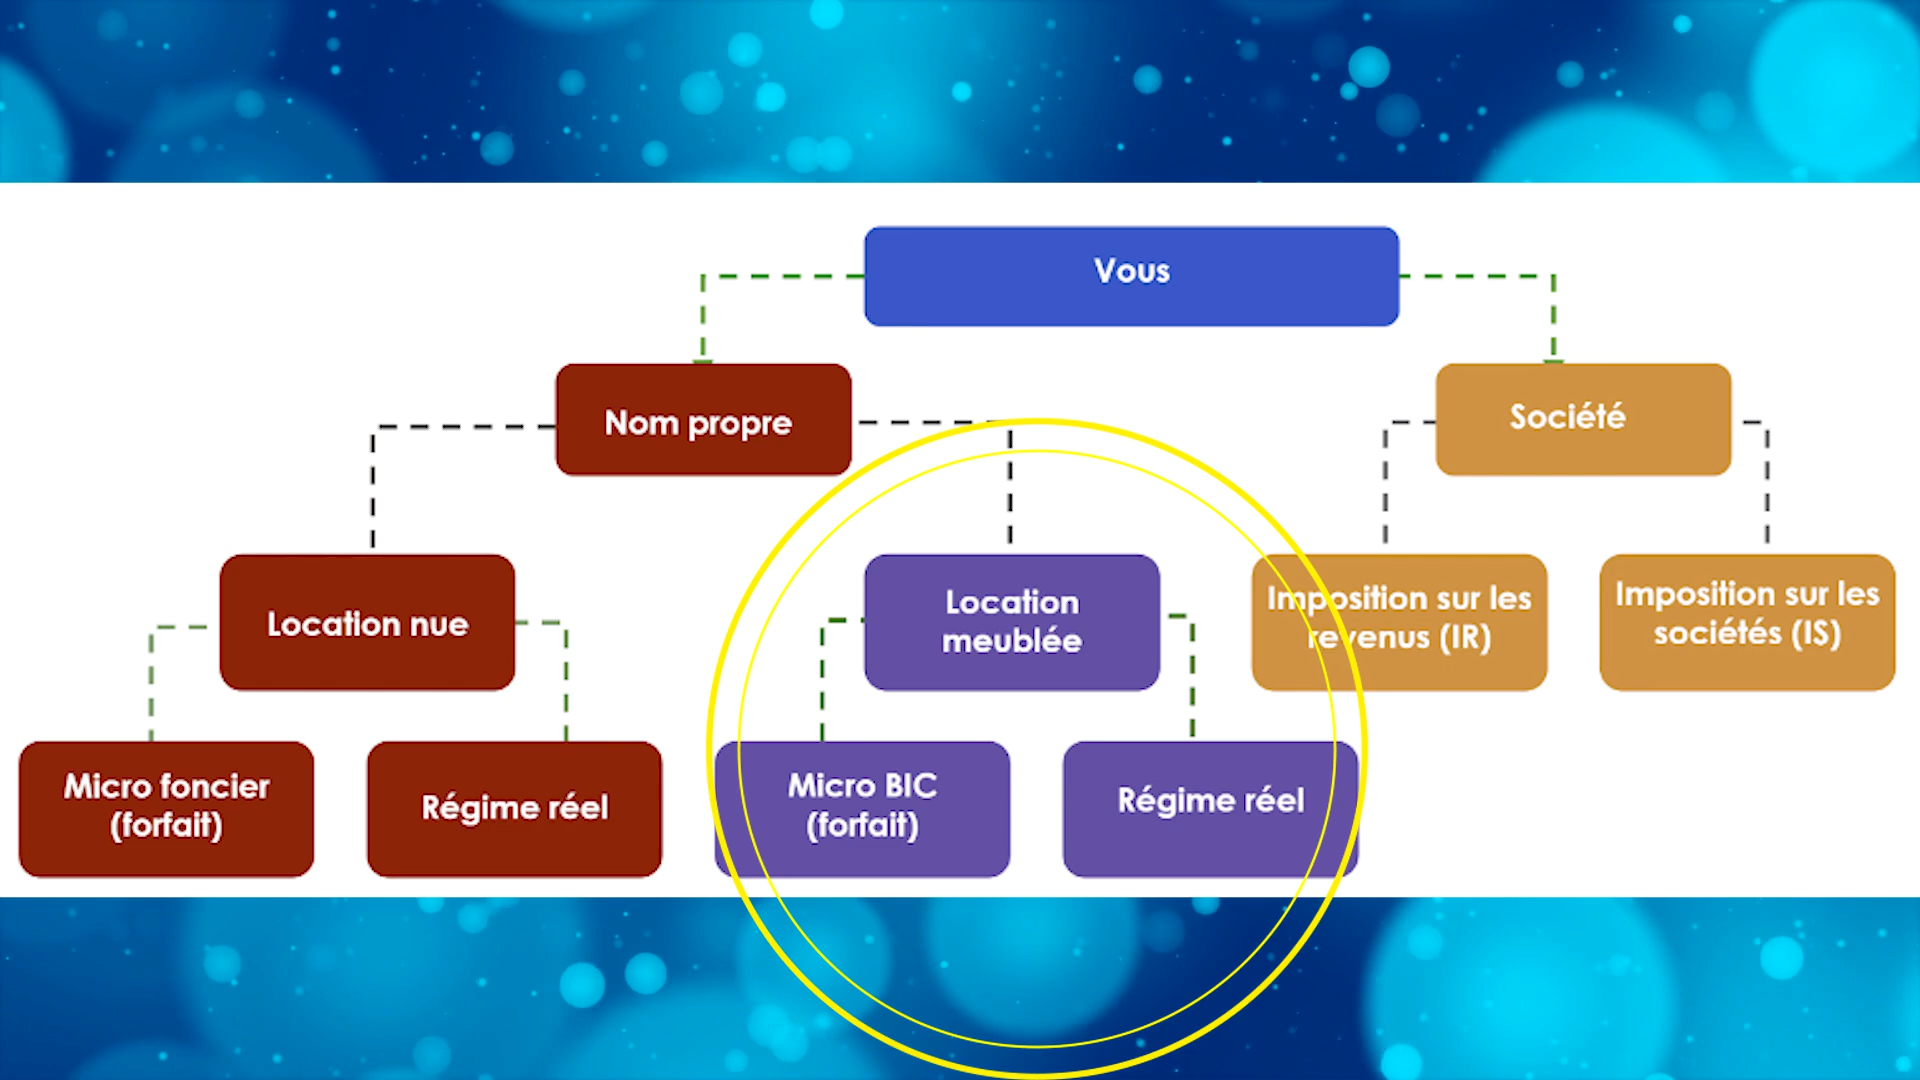 Vous
Nom propre
Société
Location nue
Location
meublée
Imposition sur les
revenus (IR)
Imposition sur les
sociétés (IS)
Micro foncier
(forfait)
Régime réel
Micro BIC
(forfait)
Régime réel